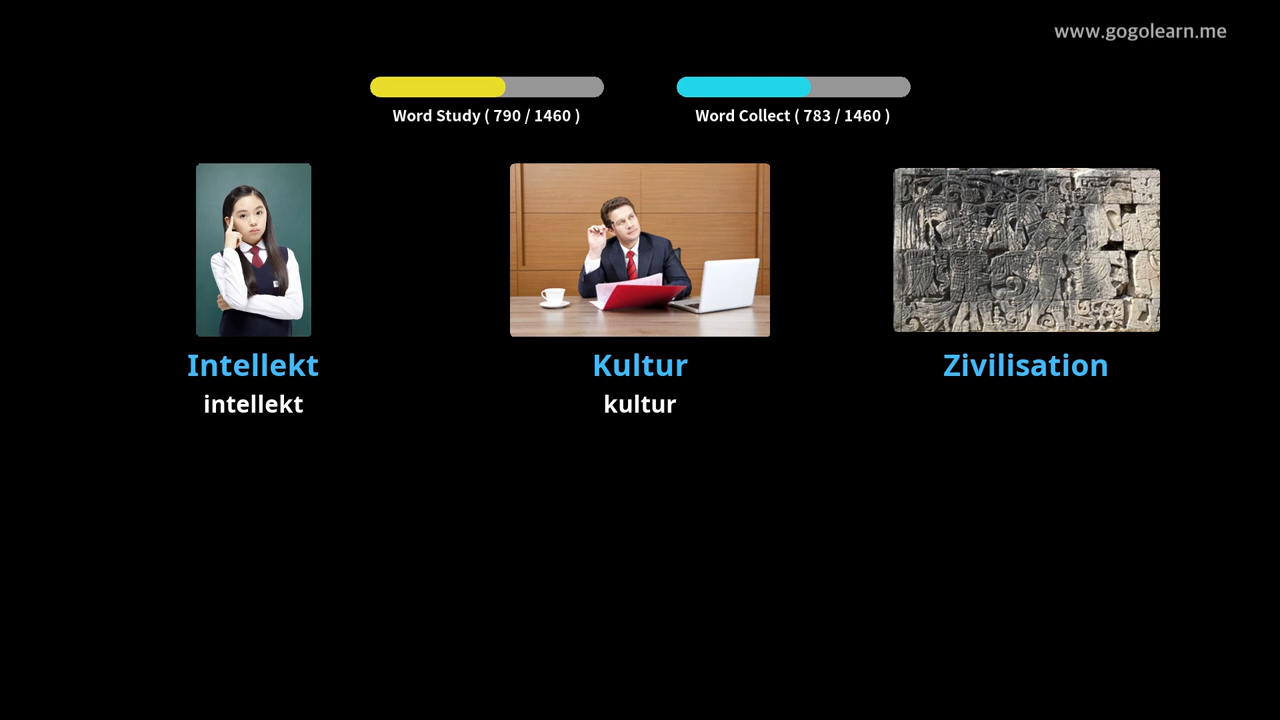 www.gogolearn.me
Word Study ( 790 / 1460 )
Word Collect ( 783 / 1460 )
Intellekt
Kultur
Zivilisation
intellekt
kultur